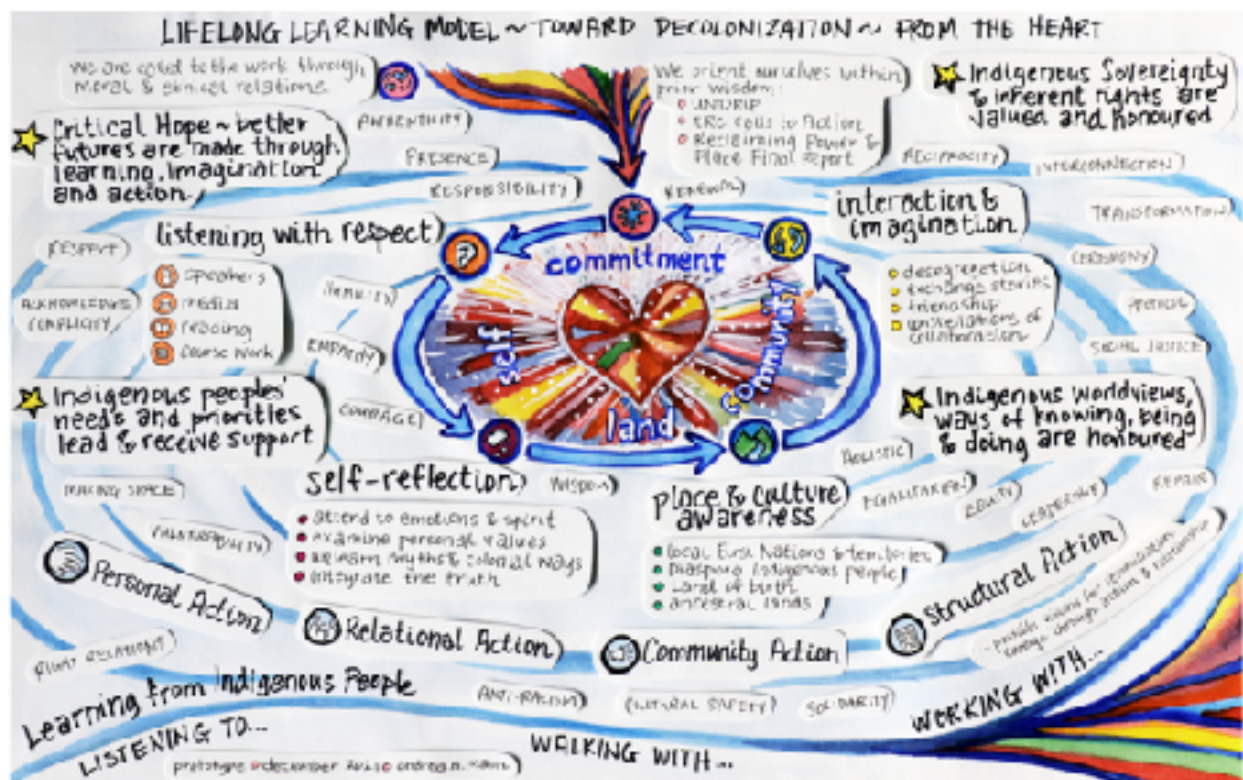 LIFELONG LEARNING MODEL ~ TOWARD DECOLONIZATION ~ FROM THE HEART
We are called to the work through
moral & ethical relations.
We orient ourselves within
prior wisdom:
UNDRIP
TRC Calls to Action
Reclaiming Power &
Place Final Report
Indigenous Sovereignty
& inherent rights are
valued and honoured
Critical Hope ~ better
futures are made through
learning, imagination
and action.
AUTHENTICITY
PRESENCE
RESPONSIBILITY
RENEWAL
RECIPROCITY
INTERCONNECTION
TRANSFORMATION
CEREMONY
PROTOCOL
SOCIAL JUSTICE
RESPECT
ACKNOWLEDGE
COMPLICITY
listening with respect
speakers
media
reading
course work
HUMILITY
EMPATHY
COURAGE
commitment
self
community
land
interaction &
imagination
exchange stories
friendship
constellations of
collaboration
Indigenous peoples'
needs and priorities
lead & receive support
Indigenous worldviews,
ways of knowing, being
& doing are honoured
MAKING SPACE
VULNERABILITY
self-reflection
attend to emotions & spirit
examine personal values
unlearn myths & colonial ways
integrate the truth
WISDOM
place & culture
awareness
local First Nations & territories
Diaspora Indigenous people
Land of birth
ancestral lands
HOLISTIC
EGALITARIAN
EQUITY
LEADERSHIP
REMAIN
Personal Action
Relational Action
Community Action
Structural Action
RIGHT RELATIONS
ANTI-RACISM
CULTURAL SAFETY
SOLIDARITY
Learning from Indigenous People
LISTENING TO...
WALKING WITH...
WORKING WITH...
prototype